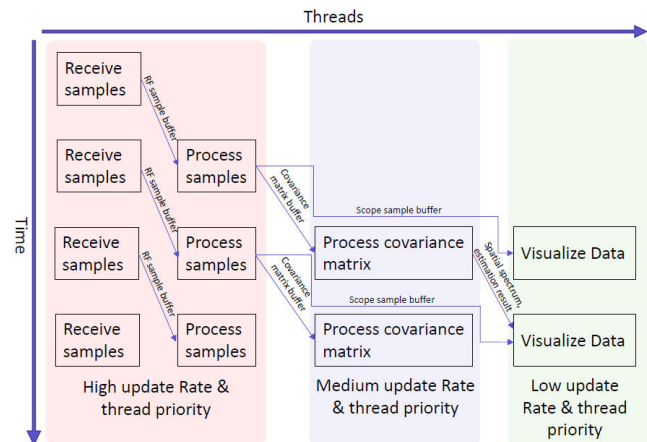 Threads
Time
Receive
samples
RF sample buffer
Receive
samples
Process
samples
RF sample buffer
Covariance
matrix buffer
Scope sample buffer
Receive
samples
Process
samples
Process covariance
matrix
Visualize Data
RF sample buffer
Covariance
matrix buffer
Scope sample buffer
Spatial spectrum,
estimation result
Receive
samples
Process
samples
Process covariance
matrix
Visualize Data
High update Rate &
thread priority
Medium update Rate
& thread priority
Low update
Rate & thread
priority